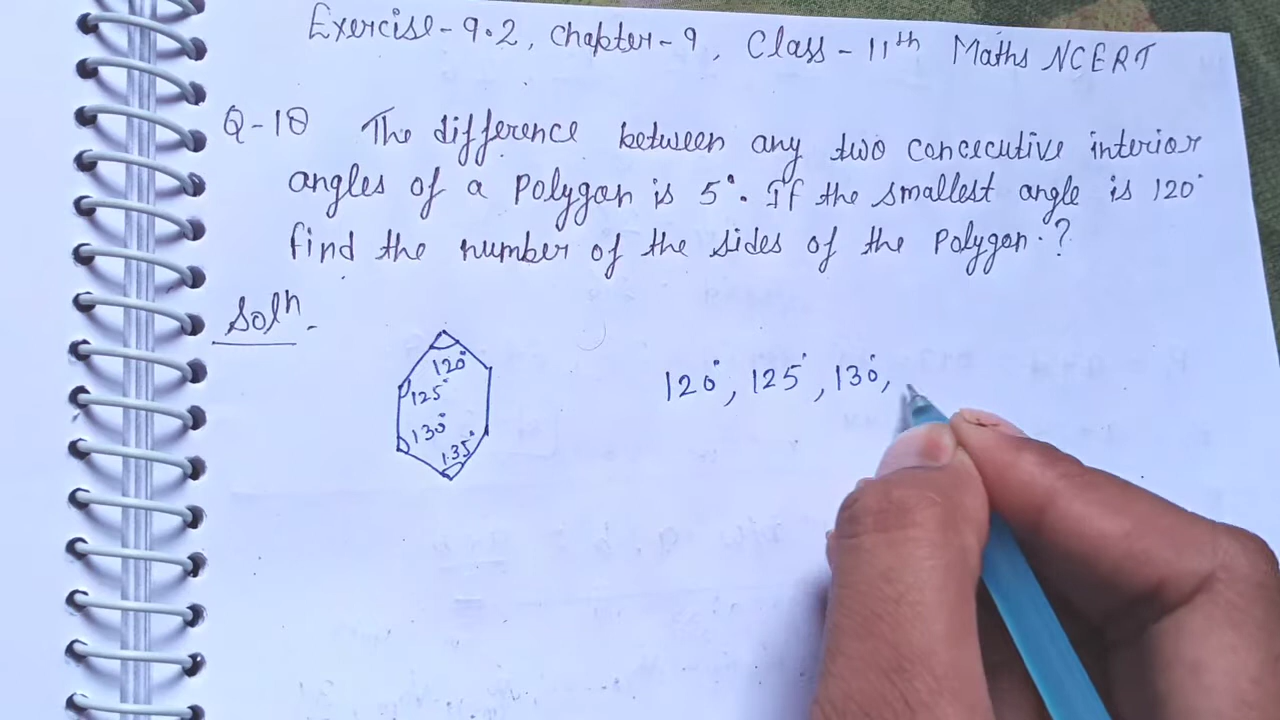 Exercise-9.2, Chapter-9, Class-11th Maths NCERT
Q-18 The difference between any two concecutive interior
angles of a Polygon is 5°. If the smallest angle is 120°
find the number of the sides of the Polygon.?
Solⁿ.
120°
125°
130°
135°
120°, 125°, 130°,